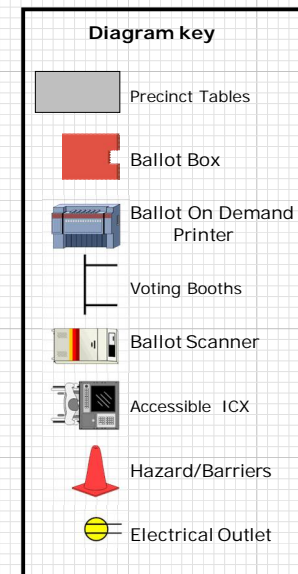 Diagram key
Precinct Tables
Ballot Box
Ballot On Demand
Printer
Voting Booths
Ballot Scanner
Accessible ICX
Hazard/Barriers
Electrical Outlet